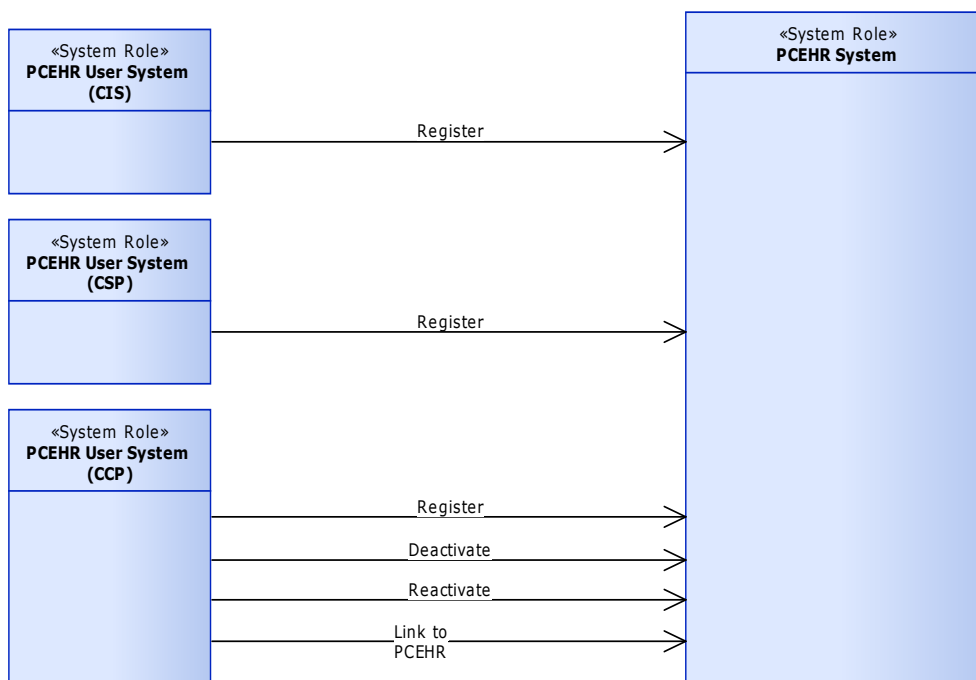 «System Role»
PCEHR User System
(CIS)
«System Role»
PCEHR System
Register
«System Role»
PCEHR User System
(CSP)
Register
«System Role»
PCEHR User System
(CCP)
Register
Deactivate
Reactivate
Link to
PCEHR